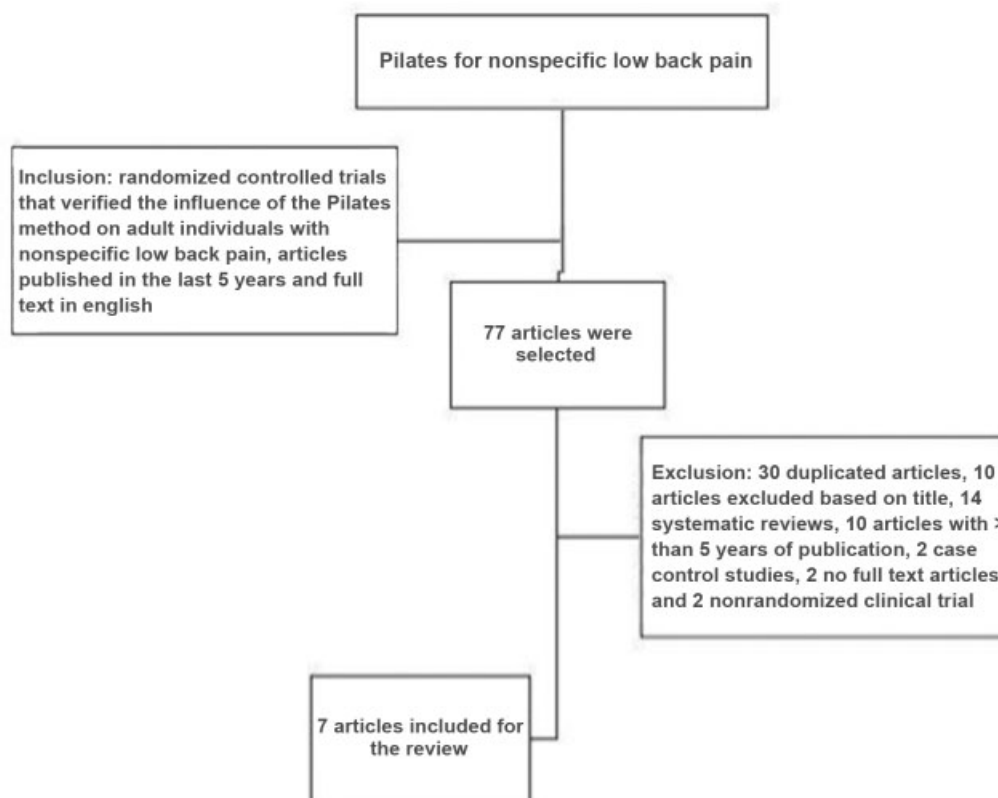 Pilates for nonspecific low back pain
Inclusion: randomized controlled trials
that verified the influence of the Pilates
method on adult individuals with
nonspecific low back pain, articles
published in the last 5 years and full
text in english
77 articles were
selected
Exclusion: 30 duplicated articles, 10
articles excluded based on title, 14
systematic reviews, 10 articles with >
than 5 years of publication, 2 case
control studies, 2 no full text articles
and 2 nonrandomized clinical trial
7 articles included for
the review